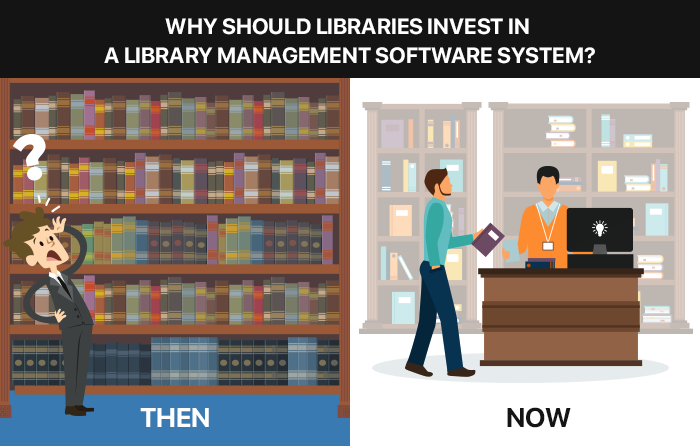 WHY SHOULD LIBRARIES INVEST IN
A LIBRARY MANAGEMENT SOFTWARE SYSTEM?
?
THEN
NOW